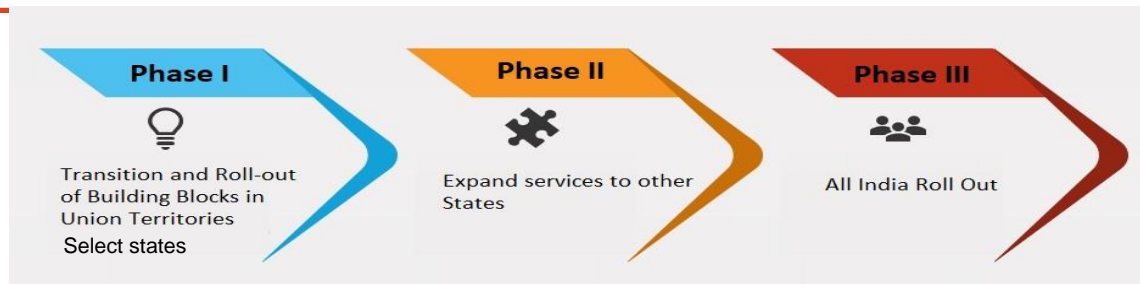 Phase I
Transition and Roll-out
of Building Blocks in
Union Territories
Select states
Phase II
Expand services to other
States
Phase III
All India Roll Out